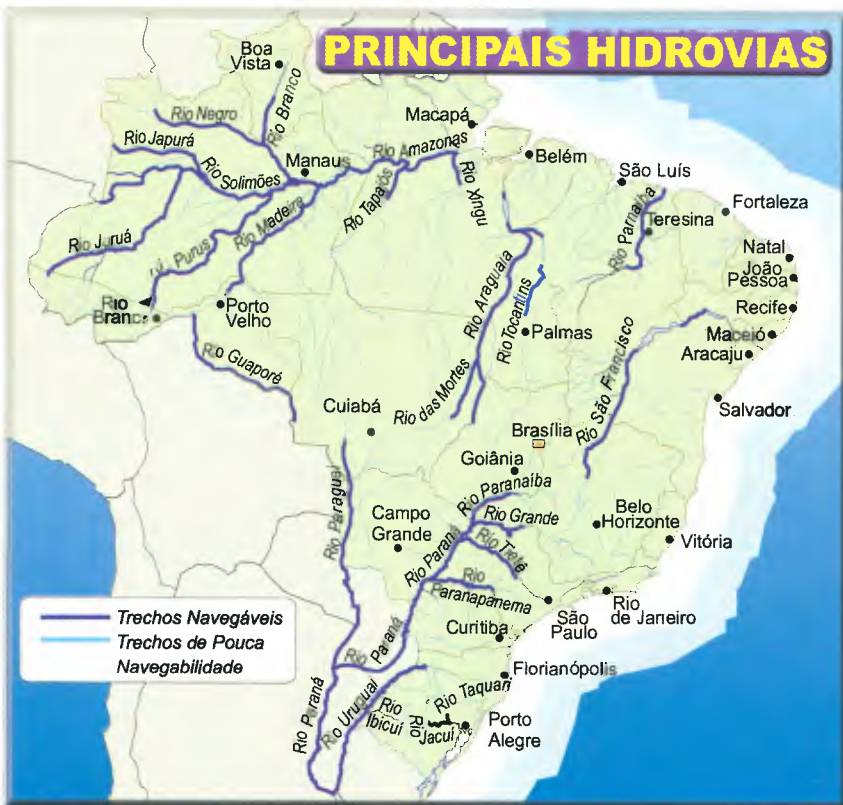 PRINCIPAIS HIDROVIAS
Boa
Vista
Rio Branco
Rio Negro
Macapá
Rio Japurá
Manaus
Rio Amazonas
Belém
Rio Solimões
Rio Xingu
São Luís
Rio Tapajós
Rio Madeira
Rio Parnaíba
Fortaleza
Teresina
Rio Juruá
Purus
Natal
João
Pessoa
Rio Araguaia
Rio
Branco
Porto
Velho
Rio Tocantins
Recife
Palmas
Maceió
Aracaju
Rio São Francisco
Rio Guaporé
Rio das Mortes
Cuiabá
Salvador
Brasília
Goiânia
Rio Paraguai
Rio Paranaíba
Campo
Grande
Rio Grande
Belo
Horizonte
Rio Paraná
Rio Tietê
Vitória
Rio
Paranapanema
São
Paulo
Rio
de Janeiro
Trechos Navegáveis
Trechos de Pouca
Navegabilidade
Curitiba
Rio Paraná
Florianópolis
Rio Paraná
Rio Uruguai
Rio
Ibicuí
Rio Taquari
Rio
Jacuí
Porto
Alegre